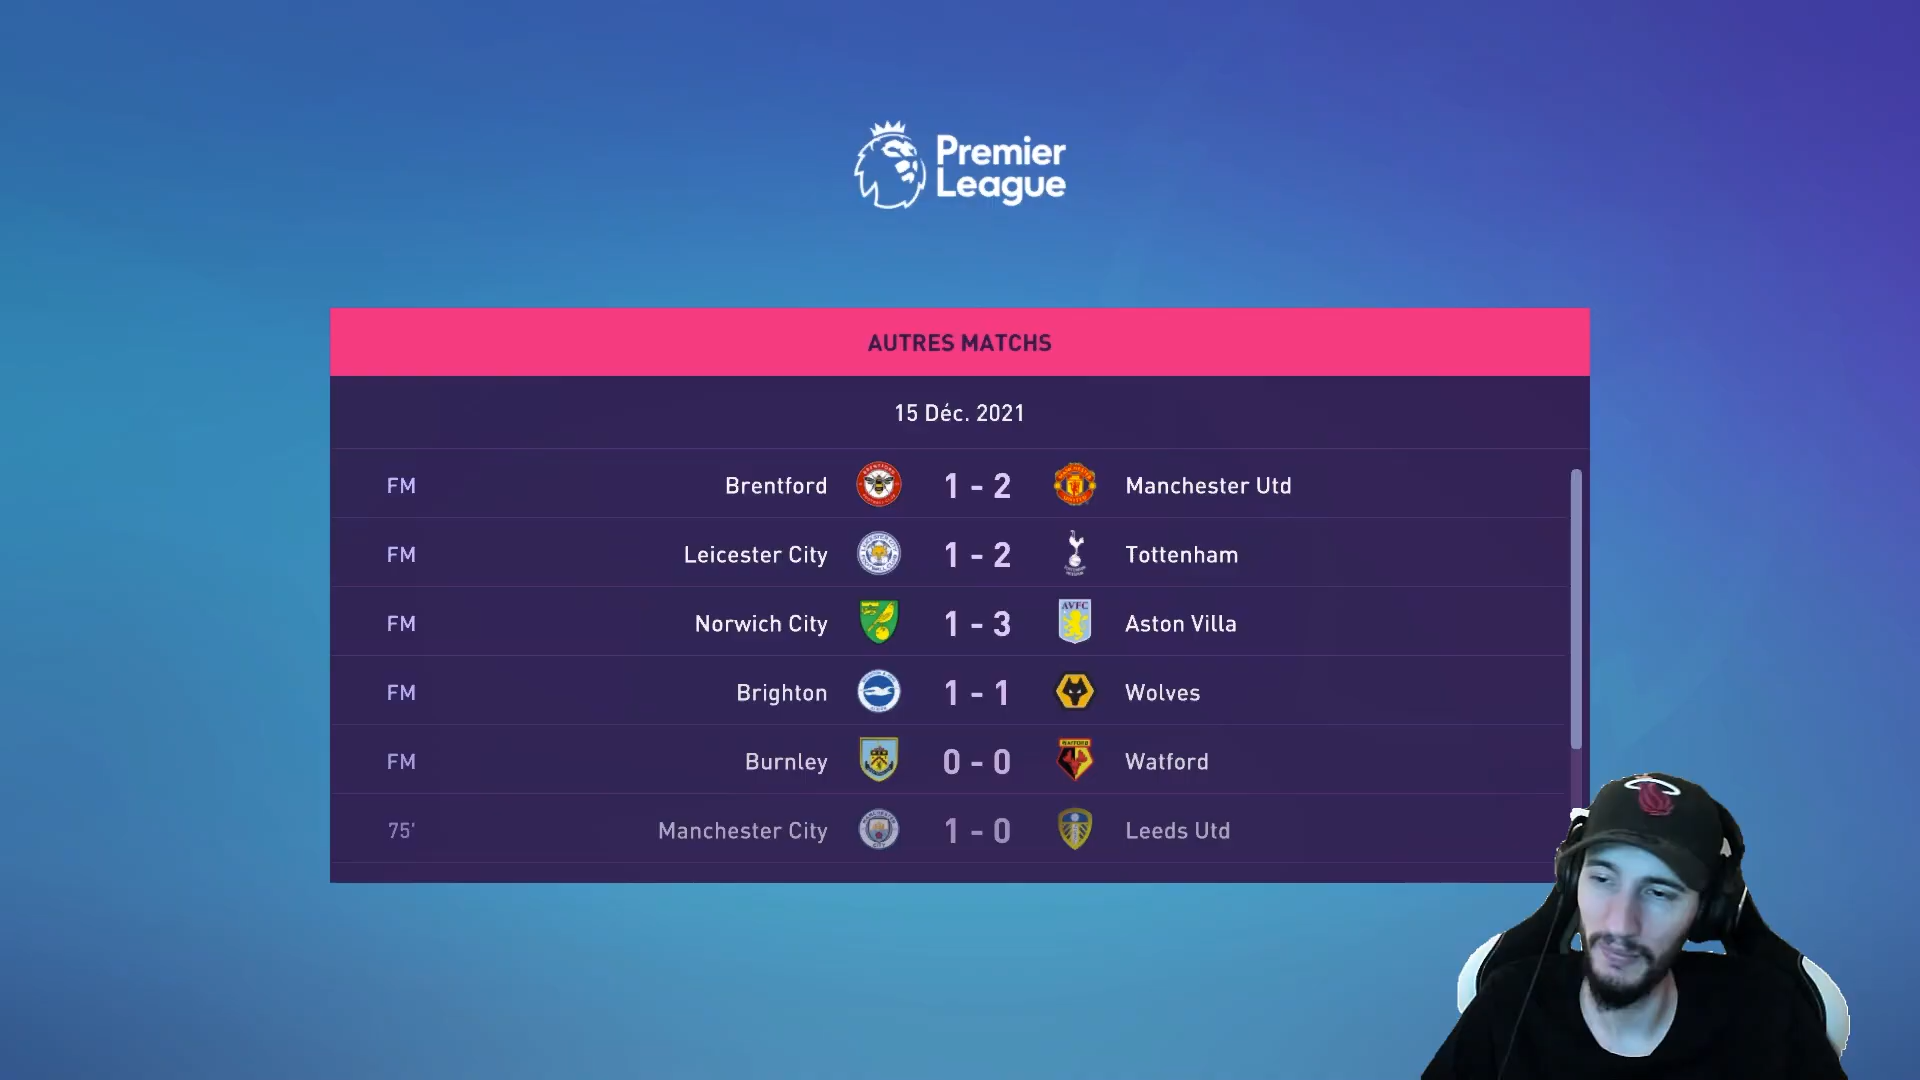 Premier
League
AUTRES MATCHS
15 Déc. 2021
FM Brentford 1 - 2 Manchester Utd
FM Leicester City 1 - 2 Tottenham
FM Norwich City 1 - 3 AVFC Aston Villa
FM Brighton 1 - 1 Wolves
FM Burnley 0 - 0 Watford
75' Manchester City 1 - 0 Leeds Utd